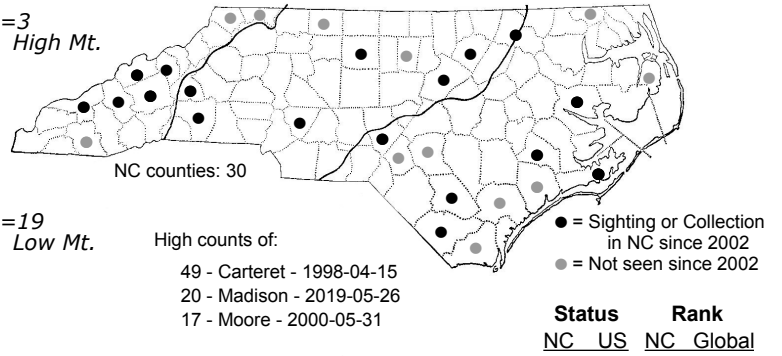 =3
High Mt.
NC counties: 30
=19
Low Mt.
High counts of:
49 - Carteret - 1998-04-15
20 - Madison - 2019-05-26
17 - Moore - 2000-05-31
● = Sighting or Collection
in NC since 2002
● = Not seen since 2002
Status Rank
NC US NC Global